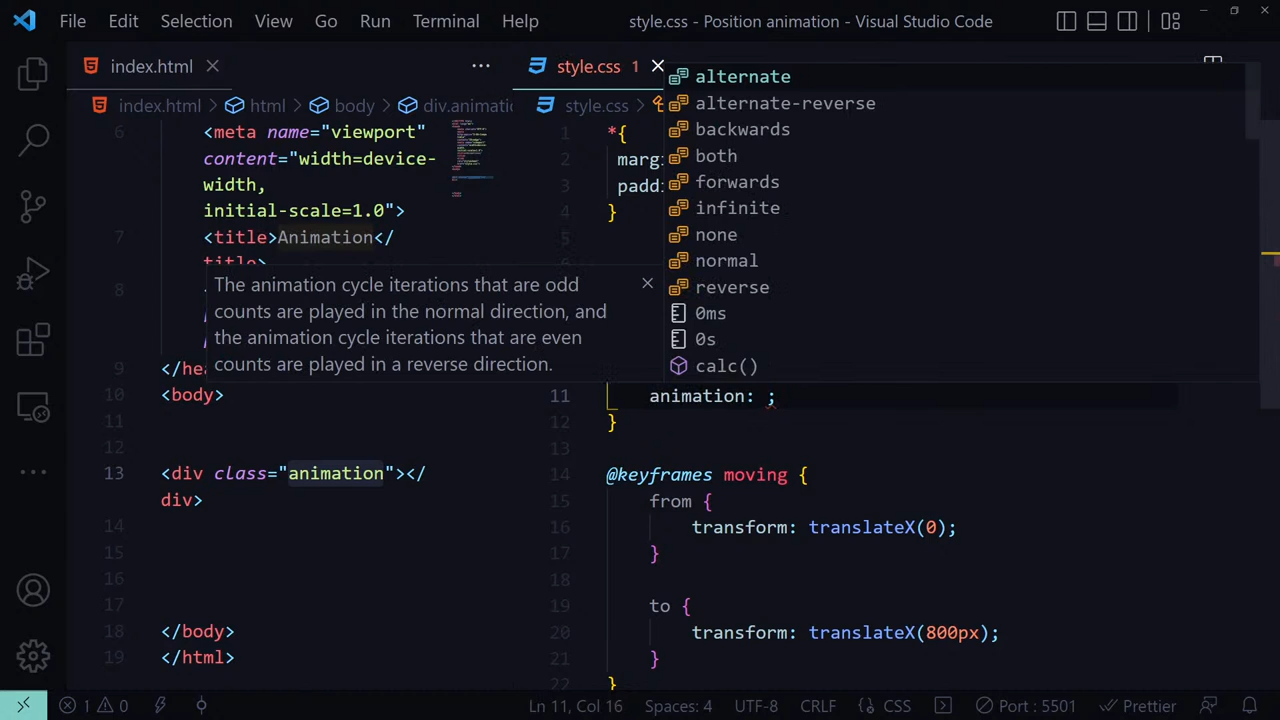 File Edit Selection View Go Run Terminal Help style.css - Position animation - Visual Studio Code
index.html
style.css 1
index.html > html > body > div.animatic
style.css >
6 <meta name="viewport"
content="width=device-
width,
initial-scale=1.0">
7 <title>Animation</
title>
8
9 </hea
10 <body>
11
12
13 <div class="animation"></
div>
14
15
16
17
18 </body>
19 </html>
The animation cycle iterations that are odd
counts are played in the normal direction, and
the animation cycle iterations that are even
counts are played in a reverse direction.
1 *{
2 marg:
3 paddi
4 }
5
alternate
alternate-reverse
backwards
both
forwards
infinite
none
normal
reverse
0ms
0s
calc()
11 animation: ;
12 }
13
14 @keyframes moving {
15 from {
16 transform: translateX(0);
17 }
18
19 to {
20 transform: translateX(800px);
21 }
22 }
1 0 Ln 11, Col 16 Spaces: 4 UTF-8 CRLF CSS Port : 5501 Prettier